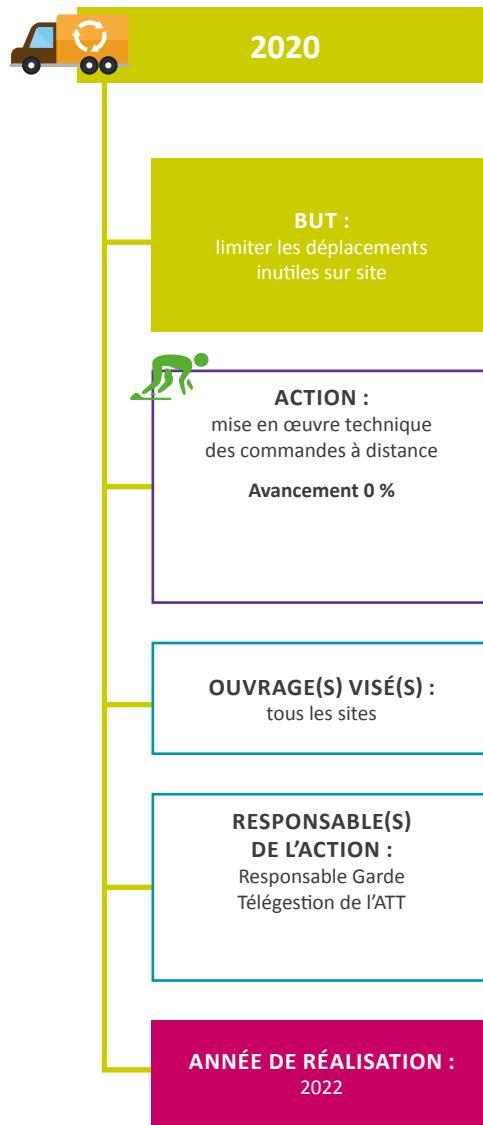 2020
BUT :
limiter les déplacements
inutiles sur site
ACTION :
mise en œuvre technique
des commandes à distance
Avancement 0 %
OUVRAGE(S) VISÉ(S) :
tous les sites
RESPONSABLE(S)
DE L’ACTION :
Responsable Garde
Télégestion de l’ATT
ANNÉE DE RÉALISATION :
2022